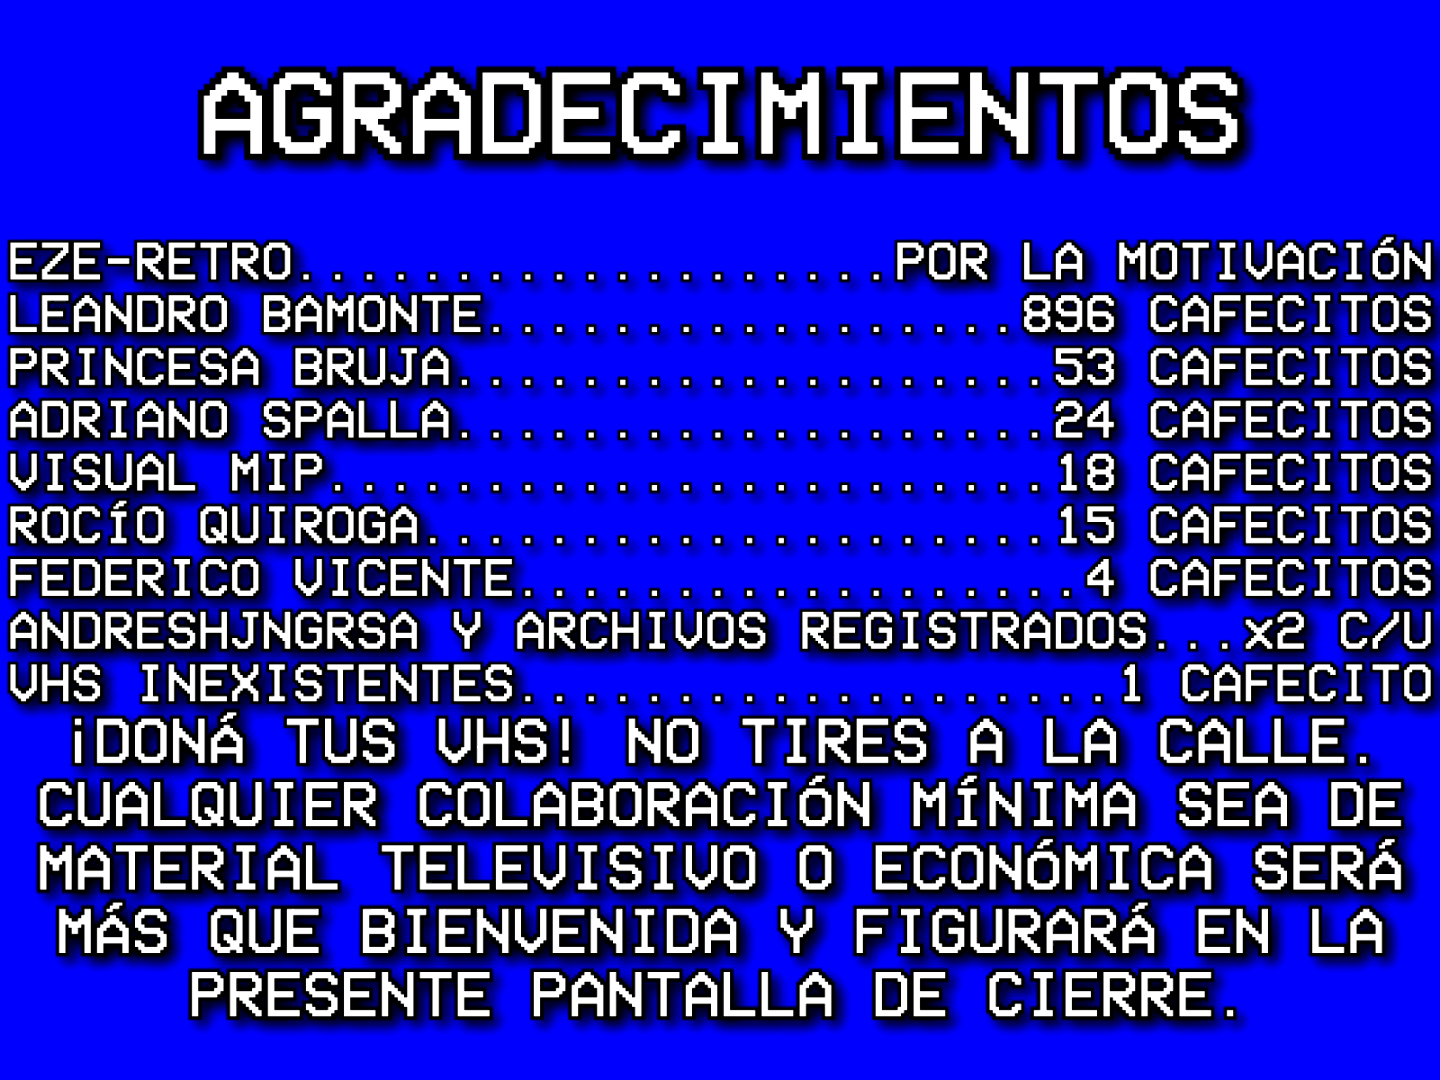 AGRADECIMIENTOS
EZE-RETRO...................POR LA MOTIVACIÓN
LEANDRO BAMONTE.................896 CAFECITOS
PRINCESA BRUJA...................53 CAFECITOS
ADRIANO SPALLA...................24 CAFECITOS
VISUAL MIP.......................18 CAFECITOS
ROCÍO QUIROGA....................15 CAFECITOS
FEDERICO VICENTE..................4 CAFECITOS
ANDRESHJNGRSA Y ARCHIVOS REGISTRADOS...x2 C/U
VHS INEXISTENTES...................1 CAFECITO
¡DONÁ TUS VHS! NO TIRES A LA CALLE.
CUALQUIER COLABORACIÓN MÍNIMA SEA DE
MATERIAL TELEVISIVO O ECONÓMICA SERÁ
MÁS QUE BIENVENIDA Y FIGURARÁ EN LA
PRESENTE PANTALLA DE CIERRE.